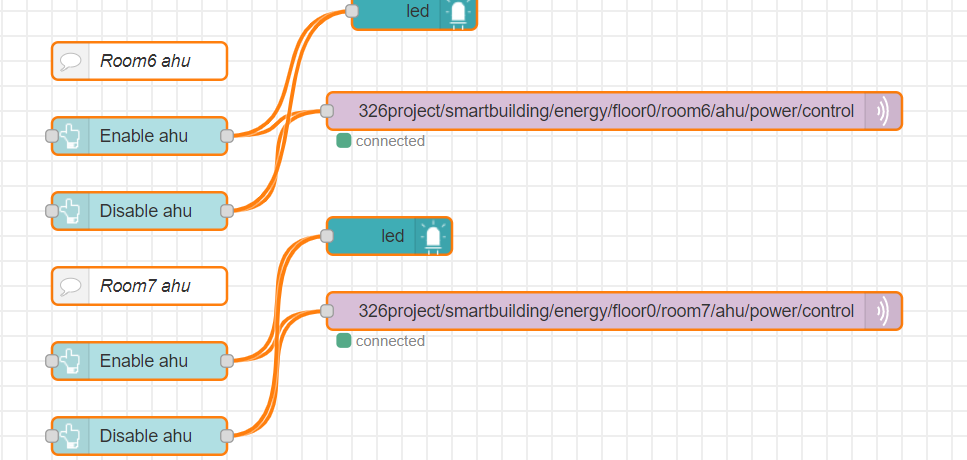 led
Room6 ahu
326project/smartbuilding/energy/floor0/room6/ahu/power/control
Enable ahu
connected
Disable ahu
led
Room7 ahu
326project/smartbuilding/energy/floor0/room7/ahu/power/control
connected
Enable ahu
Disable ahu